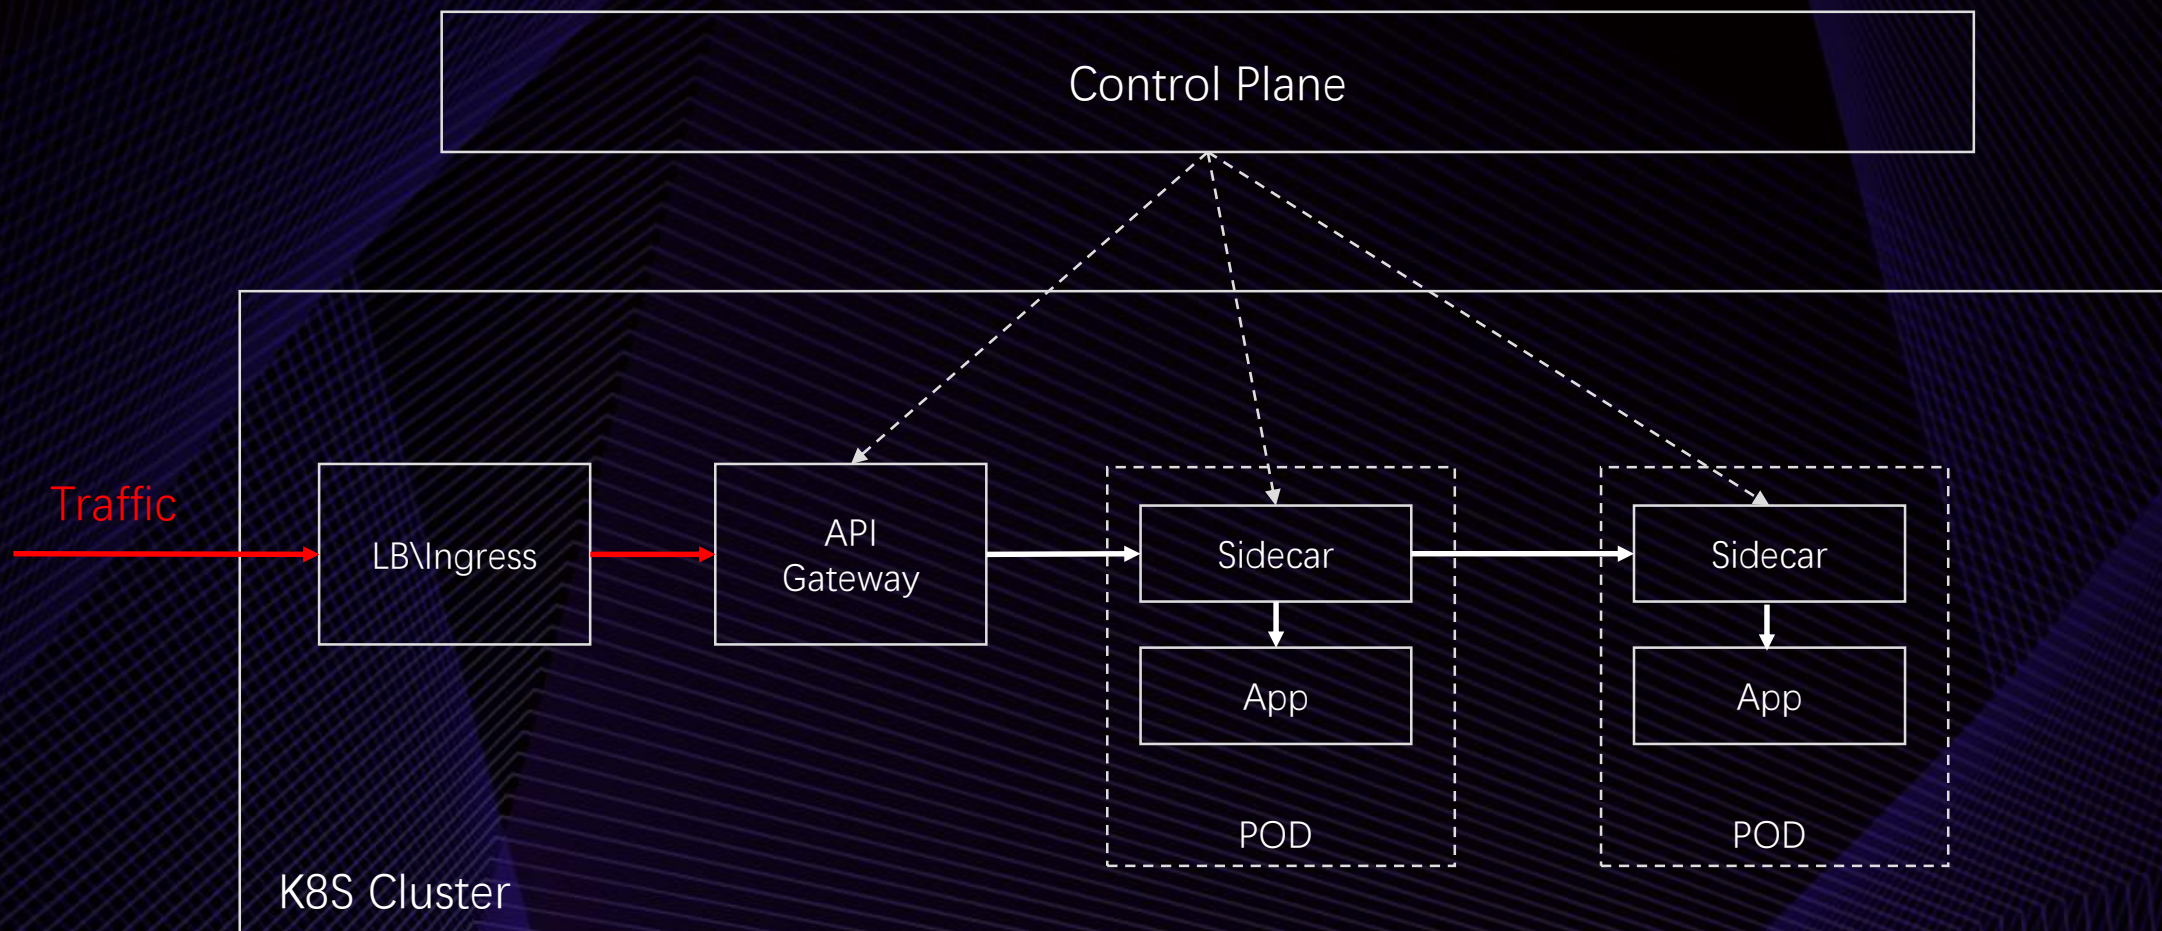 Control Plane
Traffic
LB\Ingress
API
Gateway
Sidecar
Sidecar
App
App
POD
POD
K8S Cluster